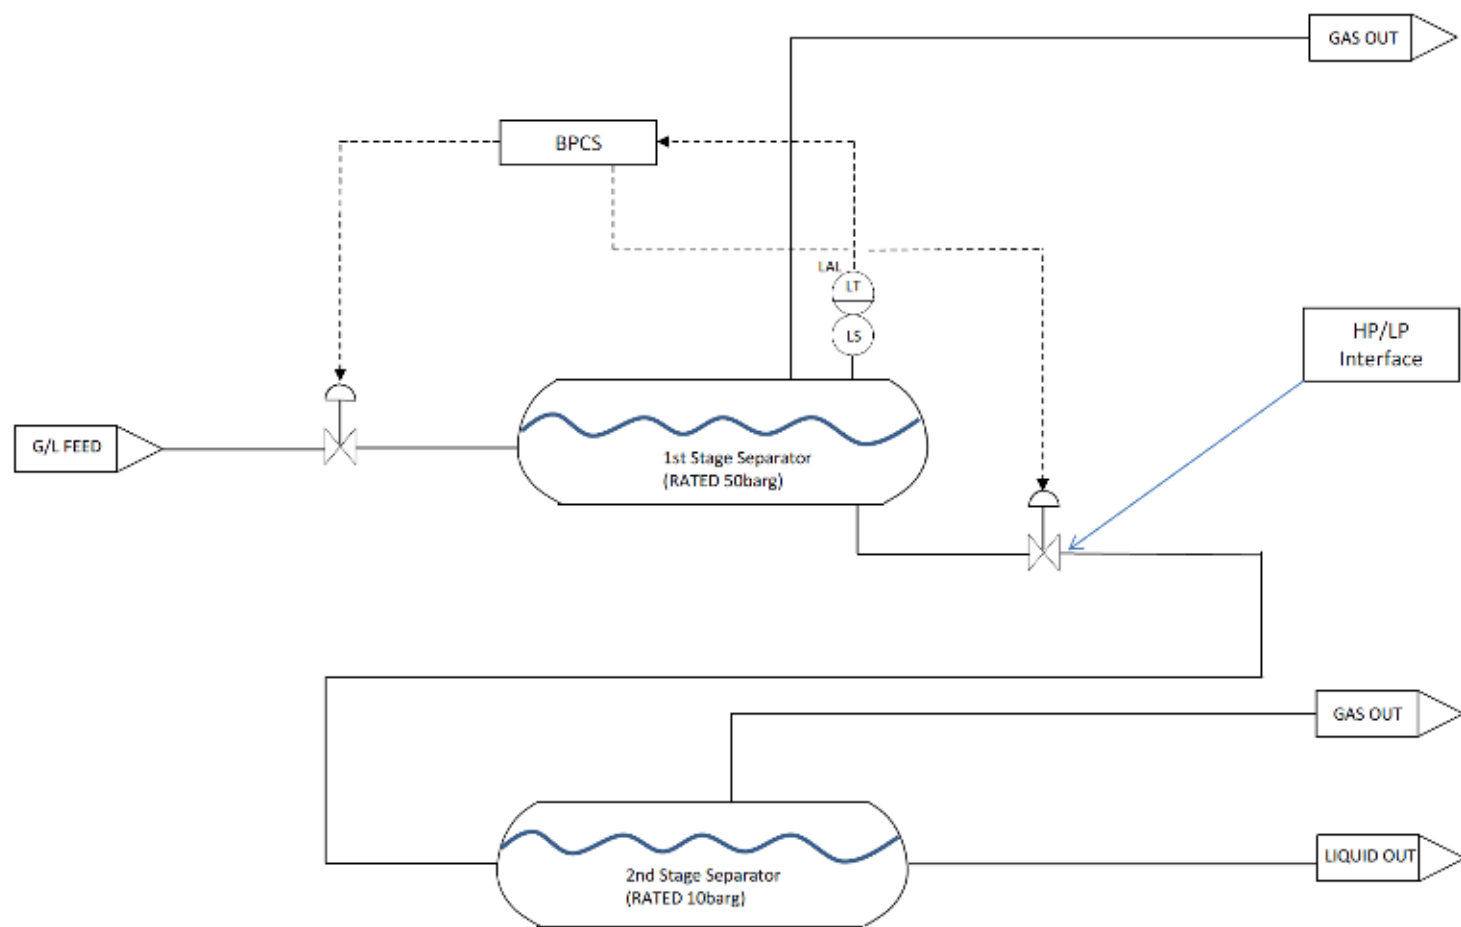 GAS OUT
BPCS
LAL
LT
LS
HP/LP
Interface
G/L FEED
1st Stage Separator
(RATED 50barg)
GAS OUT
2nd Stage Separator
(RATED 10barg)
LIQUID OUT